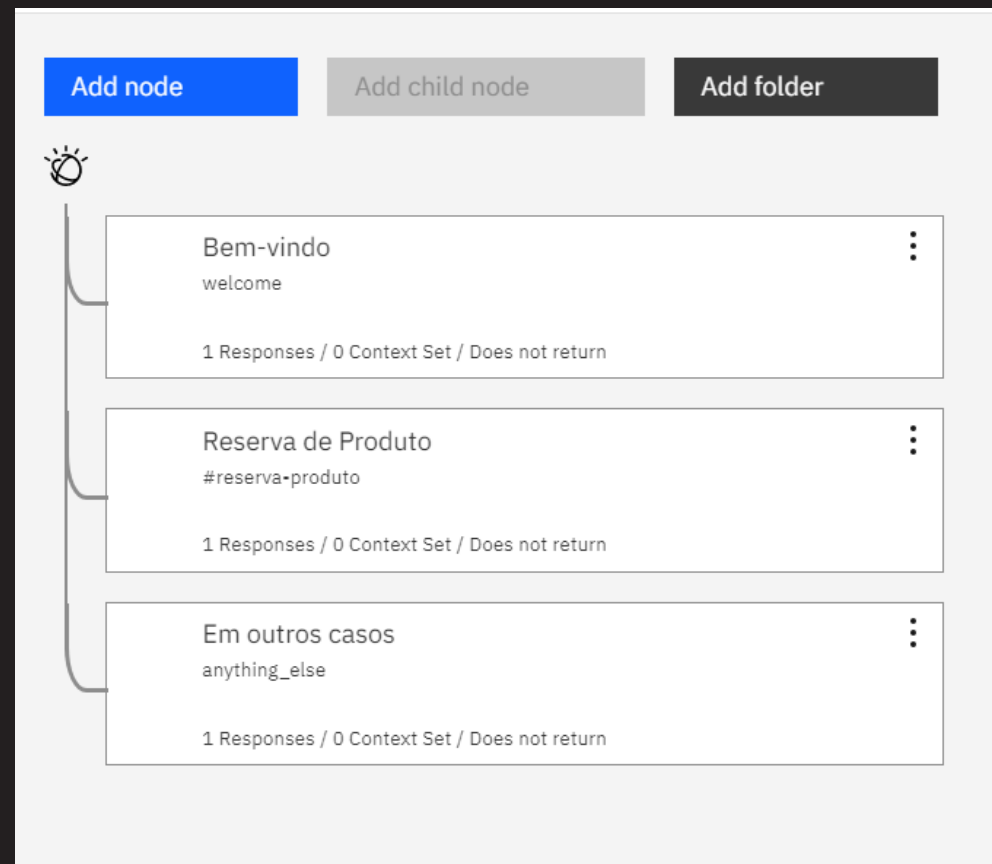 Add node
Add child node
Add folder
Bem-vindo
welcome
1 Responses / 0 Context Set / Does not return
Reserva de Produto
#reserva-produto
1 Responses / 0 Context Set / Does not return
Em outros casos
anything_else
1 Responses / 0 Context Set / Does not return